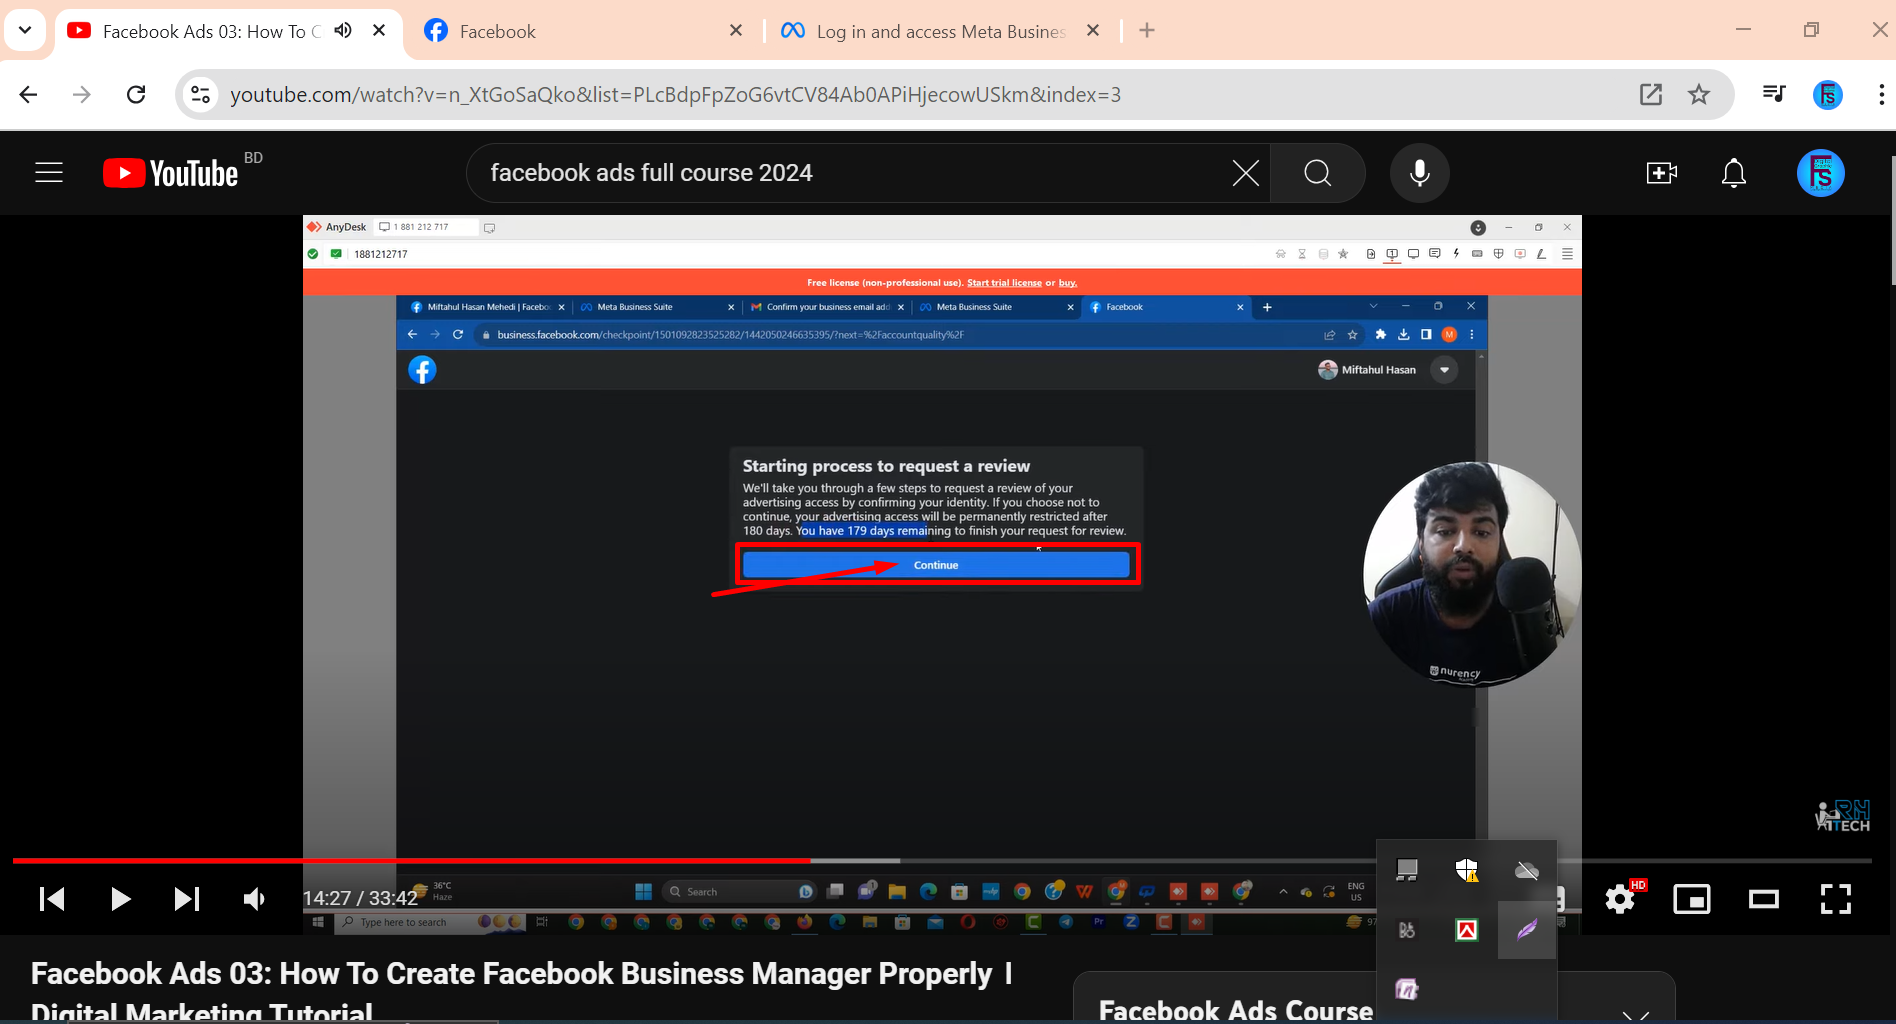 Facebook Ads 03: How To C
Facebook
Log in and access Meta Busines
youtube.com/watch?v=n_XtGoSaQko&list=PLcBdpFpZoG6vtCV84Ab0APiHjecowUSkm&index=3
YouTube BD
facebook ads full course 2024
AnyDesk
1 881 212 717
1881212717
Free license (non-professional use). Start trial license or buy.
Miftahul Hasan Mehedi | Facebo
Meta Business Suite
Confirm your business email add
Meta Business Suite
Facebook
business.facebook.com/checkpoint/1501092823525282/1442050246635395/?next=%2Faccountquality%2F
M
Miftahul Hasan
Starting process to request a review
We'll take you through a few steps to request a review of your
advertising access by confirming your identity. If you choose not to
continue, your advertising access will be permanently restricted after
180 days. You have 179 days remaining to finish your request for review.
Continue
nurency
RH
ITECH
14:27 / 33:42
36°C
Haze
Search
ENG
US
HD
Type here to search
97
Facebook Ads 03: How To Create Facebook Business Manager Properly I
Digital Marketing Tutorial
Facebook Ads Course